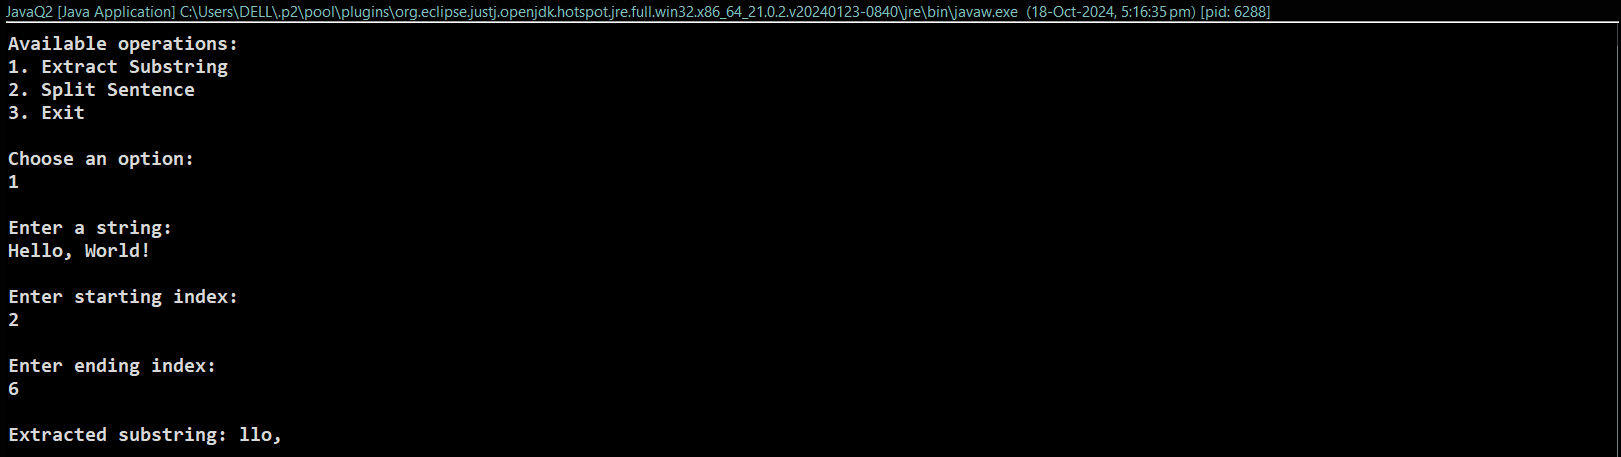 JavaQ2 [Java Application] C:\Users\DELL\.p2\pool\plugins\org.eclipse.justj.openjdk.hotspot.jre.full.win32.x86_64_21.0.2.v20240123-0840\jre\bin\javaw.exe (18-Oct-2024, 5:16:35 pm) [pid: 6288]
Available operations:
1. Extract Substring
2. Split Sentence
3. Exit
Choose an option:
1
Enter a string:
Hello, World!
Enter starting index:
2
Enter ending index:
6
Extracted substring: llo,